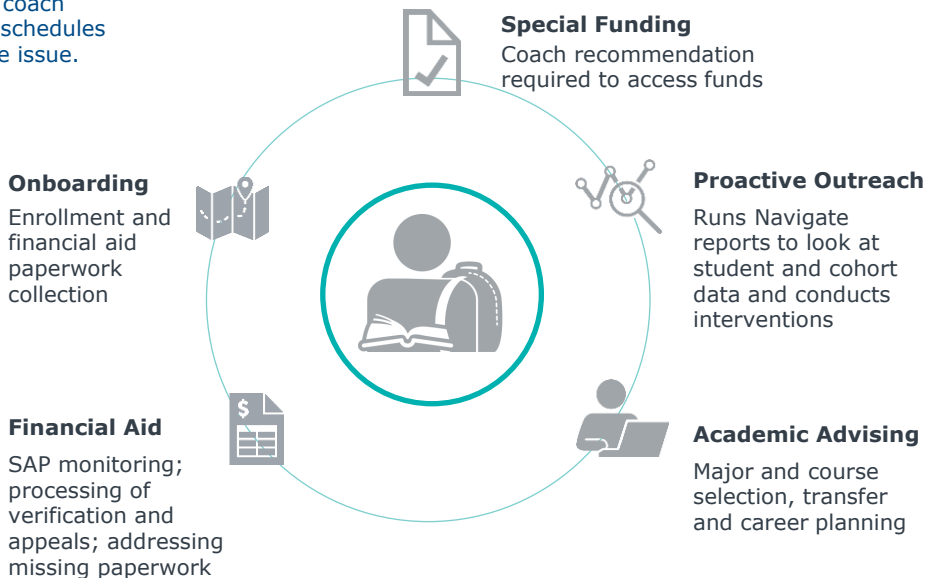 coach
schedules
e issue.
Special Funding
Coach recommendation
required to access funds
Onboarding
Enrollment and
financial aid
paperwork
collection
Proactive Outreach
Runs Navigate
reports to look at
student and cohort
data and conducts
interventions
$
Financial Aid
SAP monitoring;
processing of
verification and
appeals; addressing
missing paperwork
Academic Advising
Major and course
selection, transfer
and career planning